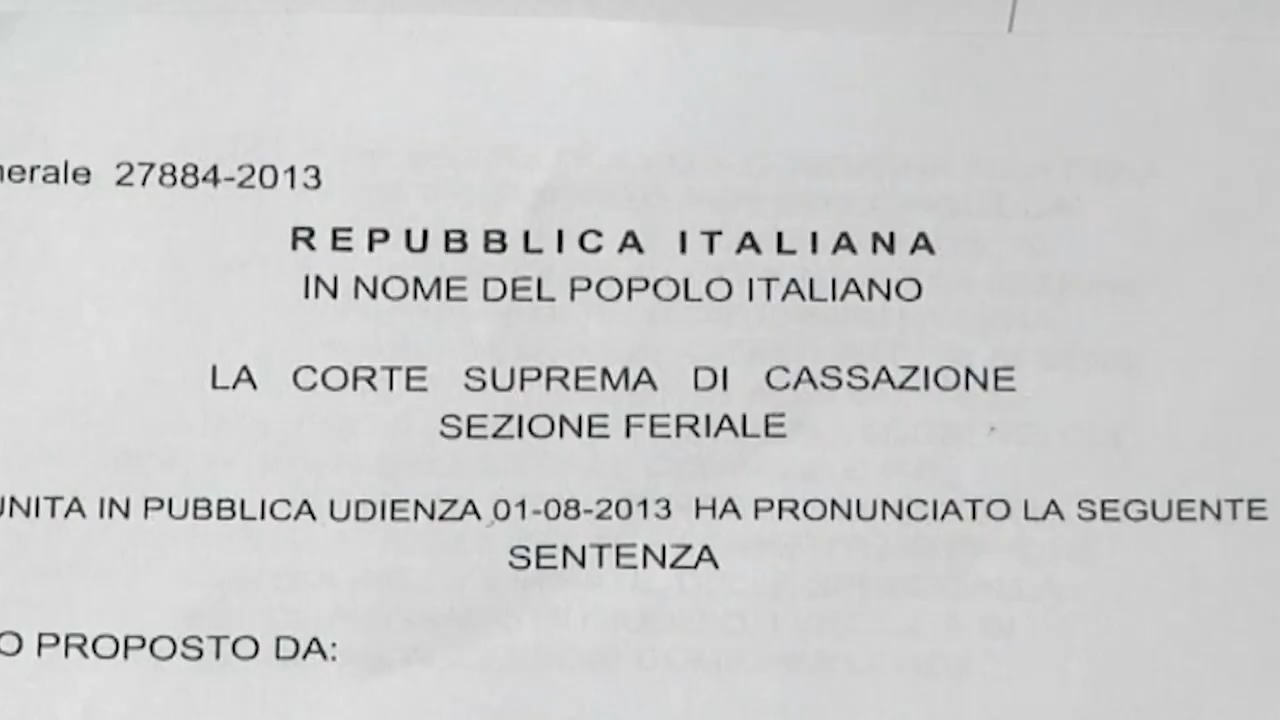 nerale 27884-2013
REPUBBLICA ITALIANA
IN NOME DEL POPOLO ITALIANO
LA CORTE SUPREMA DI CASSAZIONE
SEZIONE FERIALE
UNITA IN PUBBLICA UDIENZA 01-08-2013 HA PRONUNCIATO LA SEGUENTE
SENTENZA
O PROPOSTO DA: